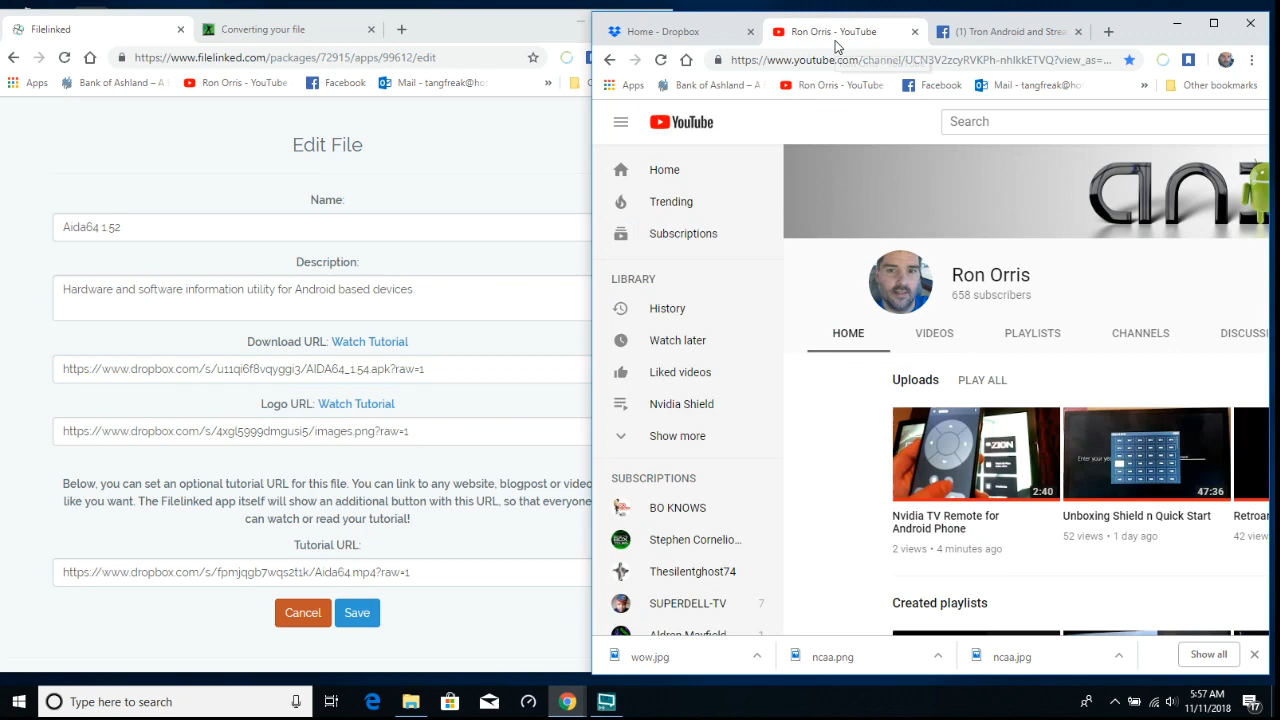 Filelinked
Converting your file
www.filelinked.com/packages/72915/apps/99612/edit
Apps
Bank of Ashland – A
Ron Orris - YouTube
Facebook
Mail - tangfreak@ho
Edit File
Name:
Aida64 1.52
Description:
Hardware and software information utility for Android based devices.
Download URL: Watch Tutorial
https://www.dropbox.com/s/u11qi6f8vqyggi3/AIDA64_1.54.apk?raw=1
Logo URL: Watch Tutorial
https://www.dropbox.com/s/4xgl5999dmgusi5/images.png?raw=1
Below, you can set an optional tutorial URL for this file. You can link to any website, blogpost or video
like you want. The Filelinked app itself will show an additional button with this URL, so that everyone
can watch or read your tutorial!
Tutorial URL:
https://www.dropbox.com/s/fpmjqgb7wqs2t1k/Aida64.mp4?raw=1
Cancel
Save
Home - Dropbox
Ron Orris - YouTube
(1) Tron Android and Strea
https://www.youtube.com/channel/UCN3V2zcyRVKPh-nhIkkETVQ?view_as=...
Apps
Bank of Ashland – A
Ron Orris - YouTube
Facebook
Mail - tangfreak@ho
Other bookmarks
YouTube
Search
Home
Trending
Subscriptions
LIBRARY
History
Watch later
Liked videos
Nvidia Shield
Show more
SUBSCRIPTIONS
BO KNOWS
Stephen Cornelio...
Thesilentghost74
SUPERDELL-TV 7
Aldron Mayfield
Ron Orris
658 subscribers
HOME
VIDEOS
PLAYLISTS
CHANNELS
DISCUSSI
Uploads PLAY ALL
2:40
47:36
Nvidia TV Remote for
Android Phone
2 views • 4 minutes ago
Unboxing Shield n Quick Start
52 views • 1 day ago
Retroar
42 view
Created playlists
wow.jpg
ncaa.png
ncaa.jpg
Show all
Type here to search
5:57 AM
11/11/2018
17